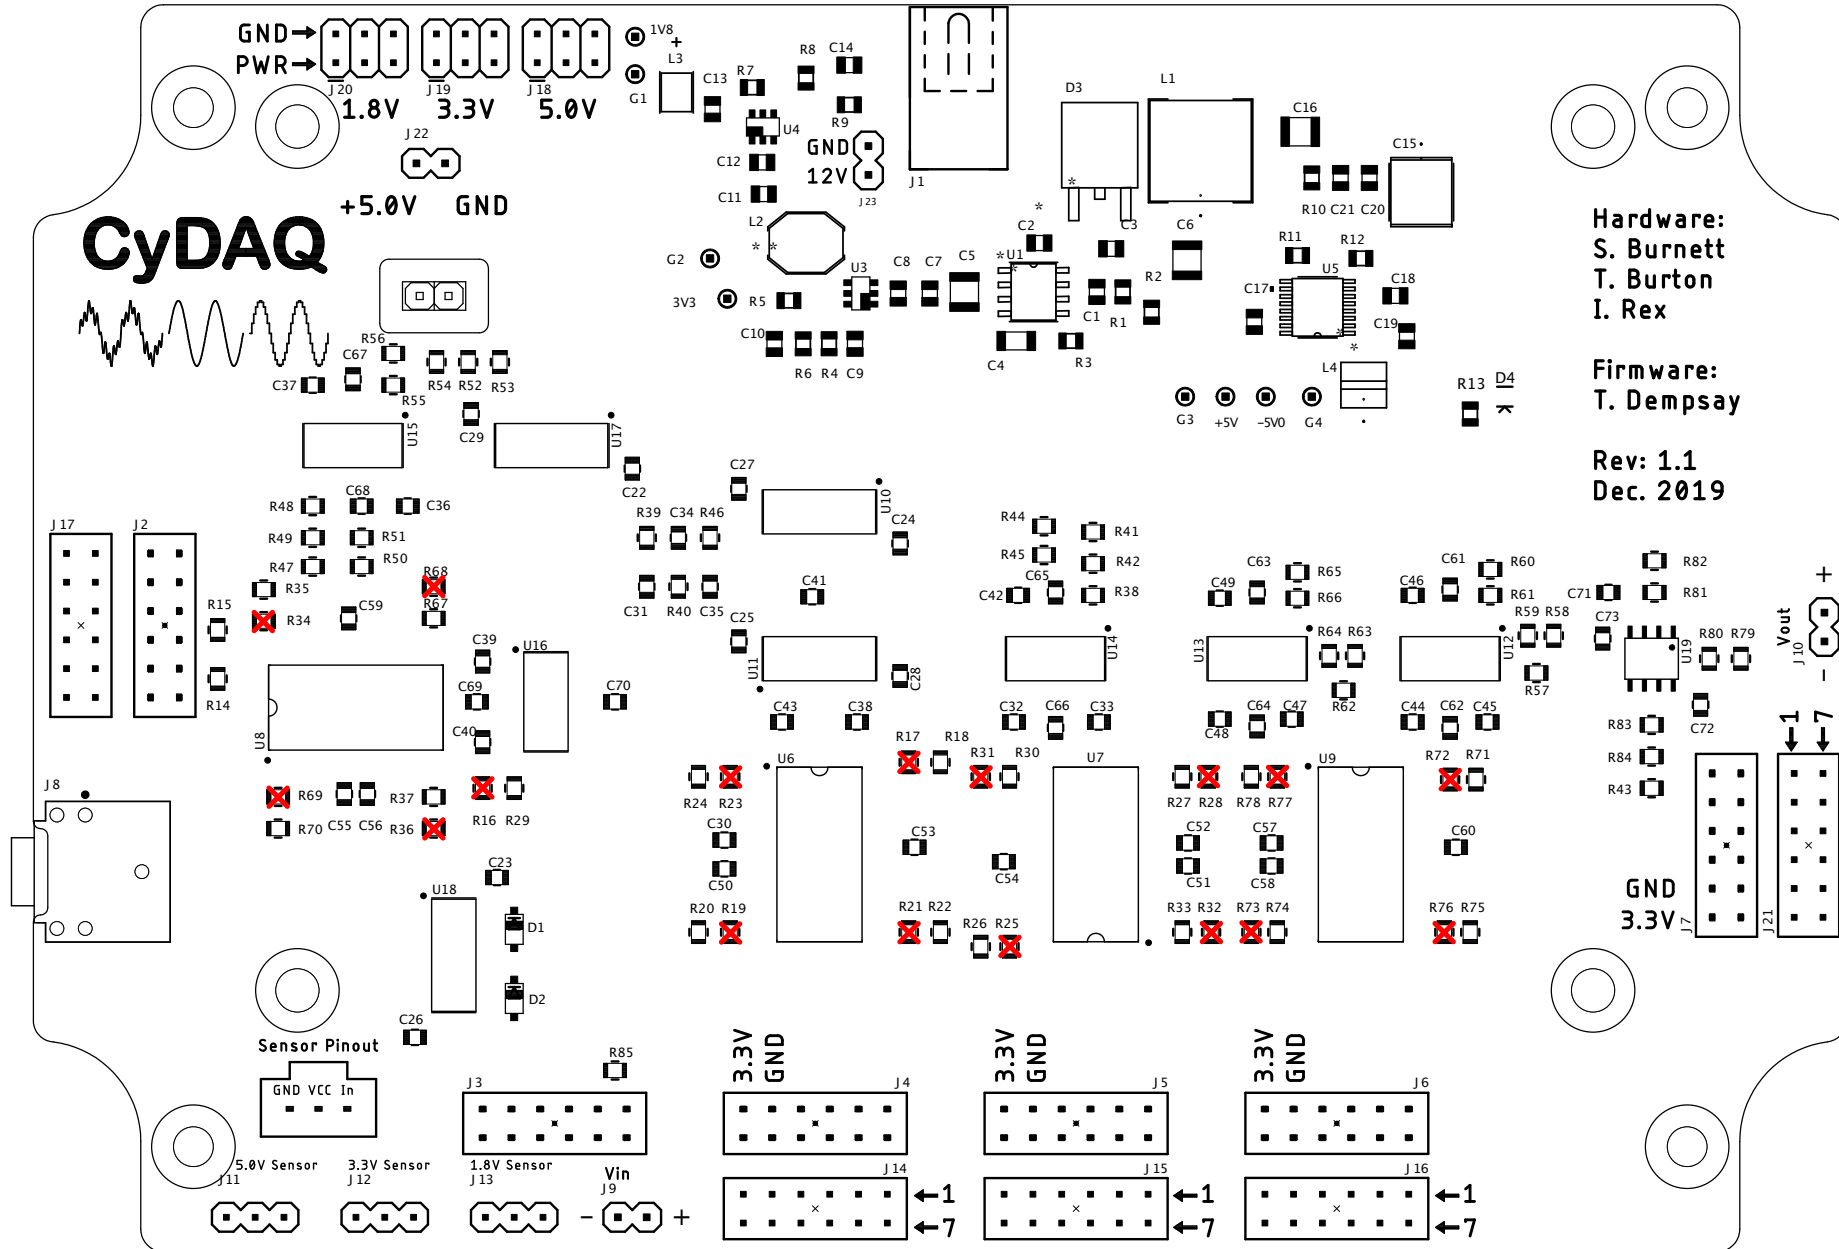 GND
PWR
J20
J19
J18
1.8V
3.3V
5.0V
1V8
+
G1
L3
C13
R7
R8
C14
R9
U4
C12
C11
GND
12V
J23
J1
D3
L1
C16
C15
R10 C21 C20
J22
+5.0V GND
CyDAQ
L2
G2
3V3
R5
U3
C8 C7 C5
C10
R6 R4 C9
C2
U1
C3
C6
C1
R1
R2
C4
R3
R11
R12
U5
C17
C18
C19
L4
G3
+5V
-5V0
G4
R13
D4
Hardware:
S. Burnett
T. Burton
I. Rex
Firmware:
T. Dempsay
Rev: 1.1
Dec. 2019
R56
C67
C37
R55
R54 R52 R53
C29
U15
U17
C22
C27
U10
C24
R48
C68
C36
R49
R51
R47
R50
R39 C34 R46
C31 R40 C35
C41
C25
U11
C28
R44
R41
R45
R42
C65
C42
R38
U14
C49
C63
R65
R66
U13
R64 R63
R62
C46
C61
R60
R61
U12
R59 R58
R57
C71
R82
R81
C73
U19
R80 R79
C72
Vout
J10
+
-
J17
J2
R15
R14
R35
R34
C59
R68
R67
C39
U16
C69
C70
C40
U8
C43 C38
C32 C66 C33
C48 C64 C47
C44 C62 C45
R83
R84
R43
1
7
J8
R69
R70
C55 C56
R37
R36
R16 R29
R24 R23
U6
R17 R18
R31 R30
U7
R27 R28
R78 R77
U9
R72 R71
C30
C50
C53
C54
C52
C51
C57
C58
C60
R20 R19
R21 R22
R26 R25
R33 R32
R73 R74
R76 R75
C23
U18
D1
D2
C26
GND
3.3V
J7
J21
Sensor Pinout
GND VCC In
R85
J3
3.3V
GND
J4
3.3V
GND
J5
3.3V
GND
J6
5.0V Sensor
J11
3.3V Sensor
J12
1.8V Sensor
J13
Vin
J9
- +
J14
1
7
J15
1
7
J16
1
7